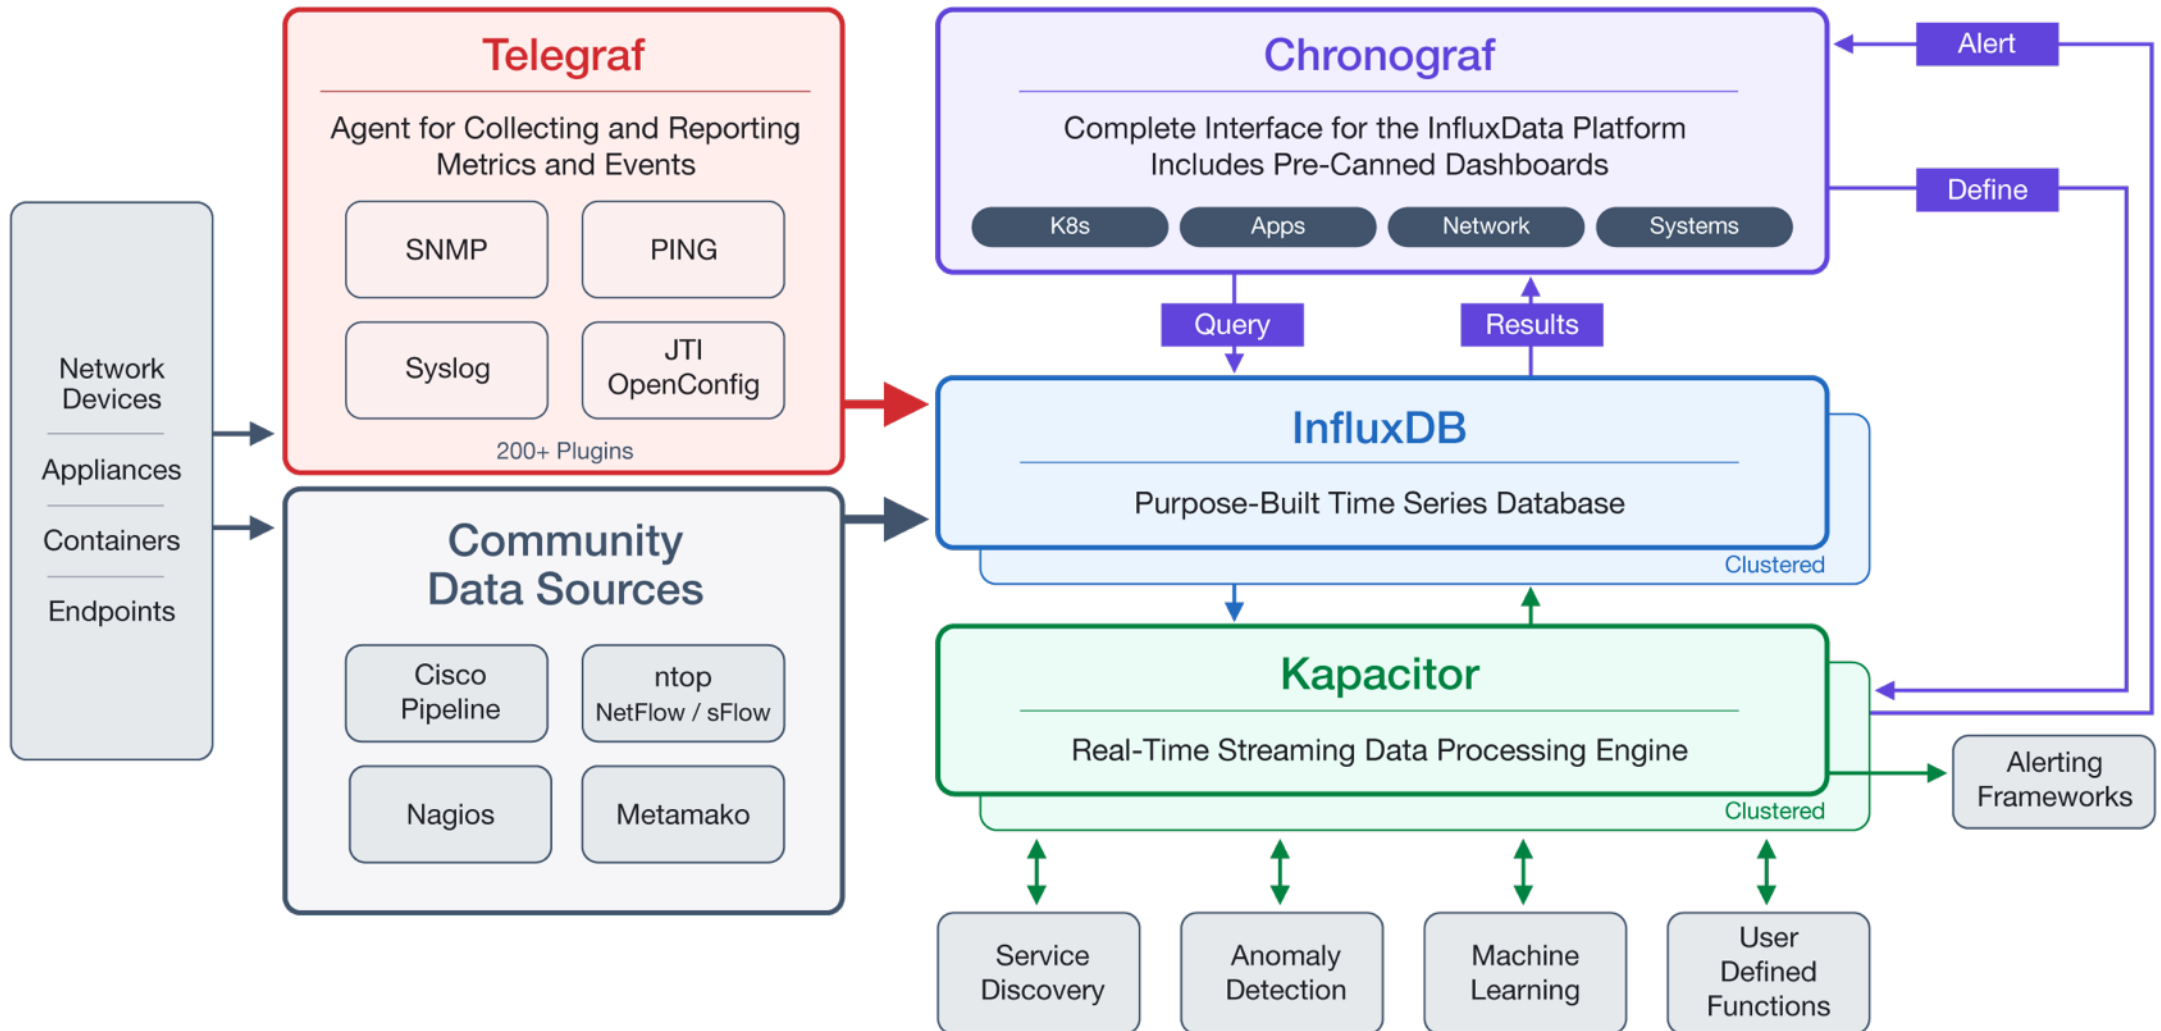 Network
Devices
Appliances
Containers
Endpoints
Telegraf
Agent for Collecting and Reporting
Metrics and Events
SNMP
PING
Syslog
JTI
OpenConfig
200+ Plugins
Community
Data Sources
Cisco
Pipeline
ntop
NetFlow / sFlow
Nagios
Metamako
Chronograf
Complete Interface for the InfluxData Platform
Includes Pre-Canned Dashboards
K8s
Apps
Network
Systems
Alert
Define
Query
Results
InfluxDB
Purpose-Built Time Series Database
Clustered
Kapacitor
Real-Time Streaming Data Processing Engine
Clustered
Alerting
Frameworks
Service
Discovery
Anomaly
Detection
Machine
Learning
User
Defined
Functions